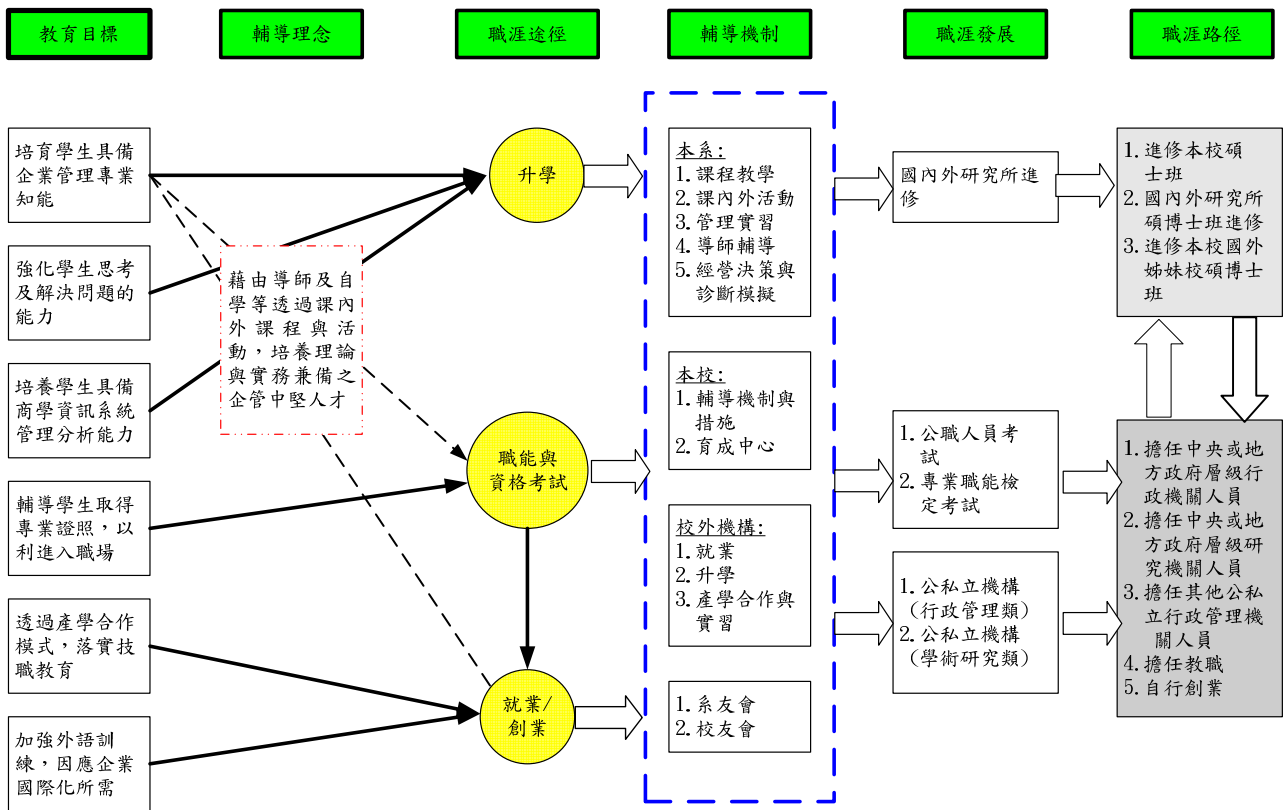 教育目標
輔導理念
職涯途徑
輔導機制
職涯發展
職涯路徑
培育學生具備
企業管理專業
知能
強化學生思考
及解決問題的
能力
培養學生具備
商學資訊系統
管理分析能力
輔導學生取得
專業證照，以
利進入職場
透過產學合作
模式，落實技
職教育
加強外語訓
練，因應企業
國際化所需
藉由導師及自
學等透過課內
外課程與活
動，培養理論
與實務兼備之
企管中堅人才
升學
職能與
資格考試
就業/
創業
本系:
1. 課程教學
2. 課內外活動
3. 管理實習
4. 導師輔導
5. 經營決策與
診斷模擬
本校:
1. 輔導機制與
措施
2. 育成中心
校外機構:
1. 就業
2. 升學
3. 產學合作與
實習
1. 系友會
2. 校友會
國內外研究所進
修
1. 公職人員考
試
2. 專業職能檢
定考試
1. 公私立機構
(行政管理類)
2. 公私立機構
(學術研究類)
1. 進修本校碩
士班
2. 國內外研究所
碩博士班進修
3. 進修本校國外
姊妹校碩博士
班
1. 擔任中央或地
方政府層級行
政機關人員
2. 擔任中央或地
方政府層級研
究機關人員
3. 擔任其他公私
立行政管理機
關人員
4. 擔任教職
5. 自行創業